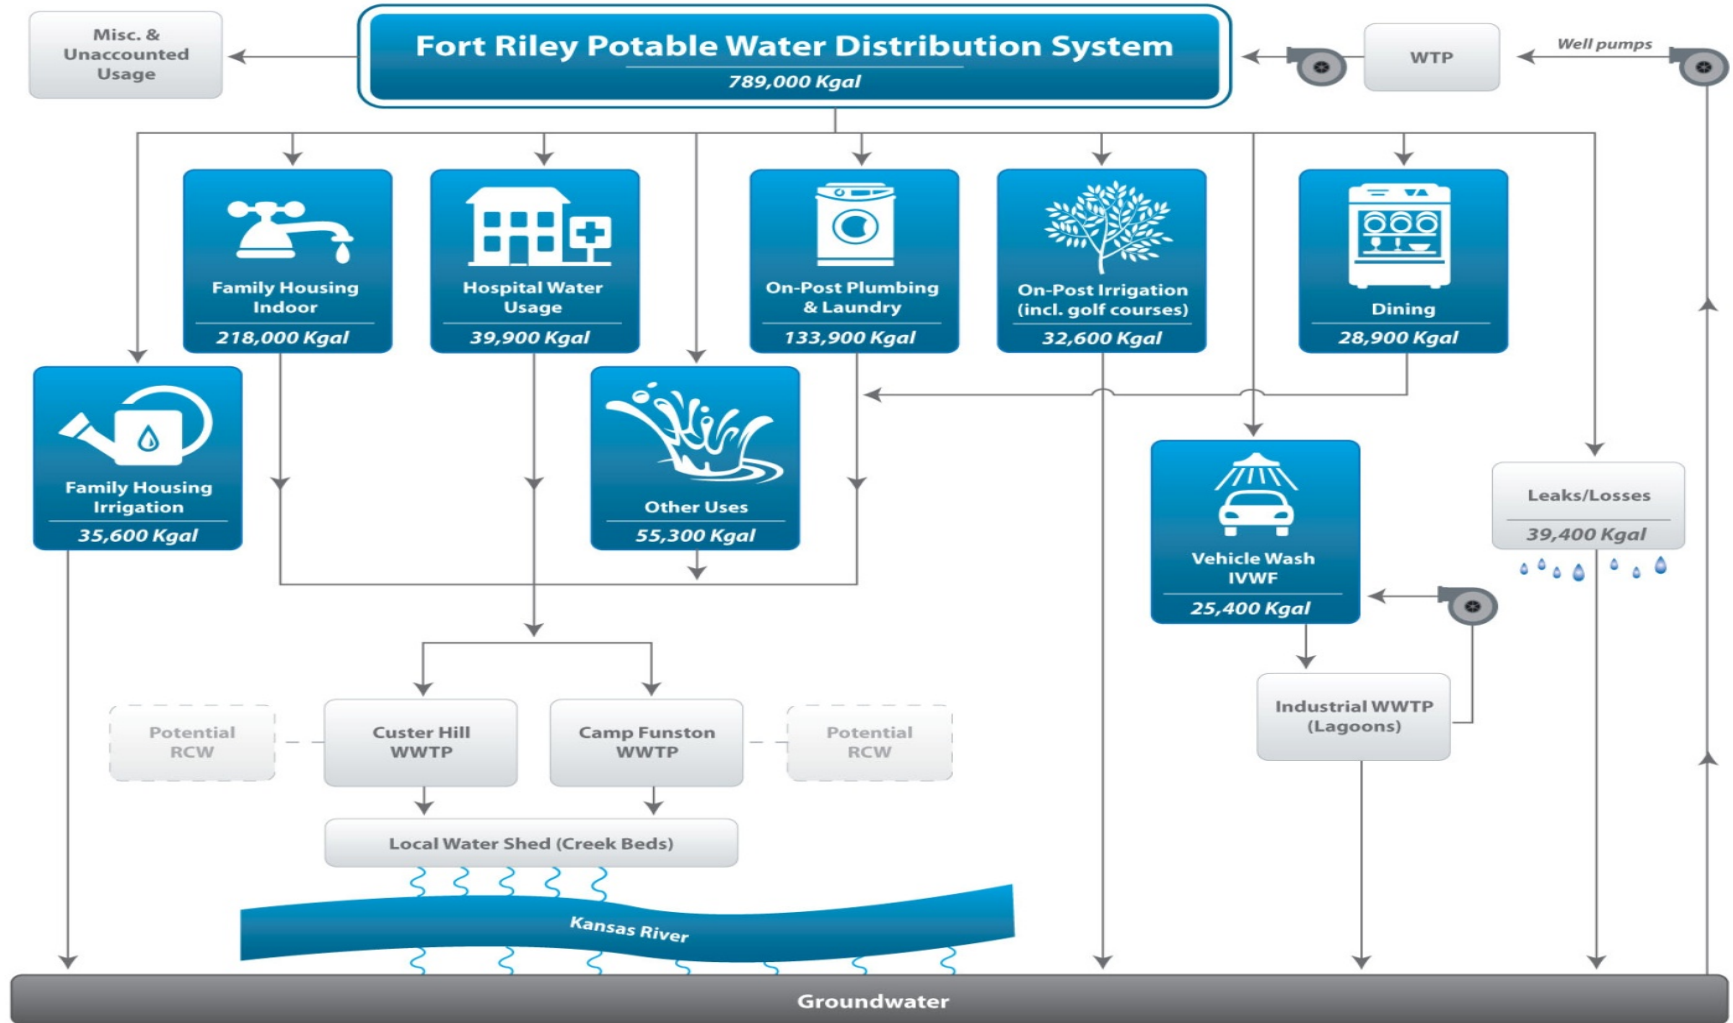 Misc. &
Unaccounted
Usage
Fort Riley Potable Water Distribution System
789,000 Kgal
WTP
Well pumps
Family Housing
Indoor
218,000 Kgal
Hospital Water
Usage
39,900 Kgal
On-Post Plumbing
& Laundry
133,900 Kgal
On-Post Irrigation
(incl. golf courses)
32,600 Kgal
Dining
28,900 Kgal
Family Housing
Irrigation
35,600 Kgal
Other Uses
55,300 Kgal
Vehicle Wash
IVWF
25,400 Kgal
Leaks/Losses
39,400 Kgal
Potential
RCW
Custer Hill
WWTP
Camp Funston
WWTP
Potential
RCW
Industrial WWTP
(Lagoons)
Local Water Shed (Creek Beds)
Kansas River
Groundwater